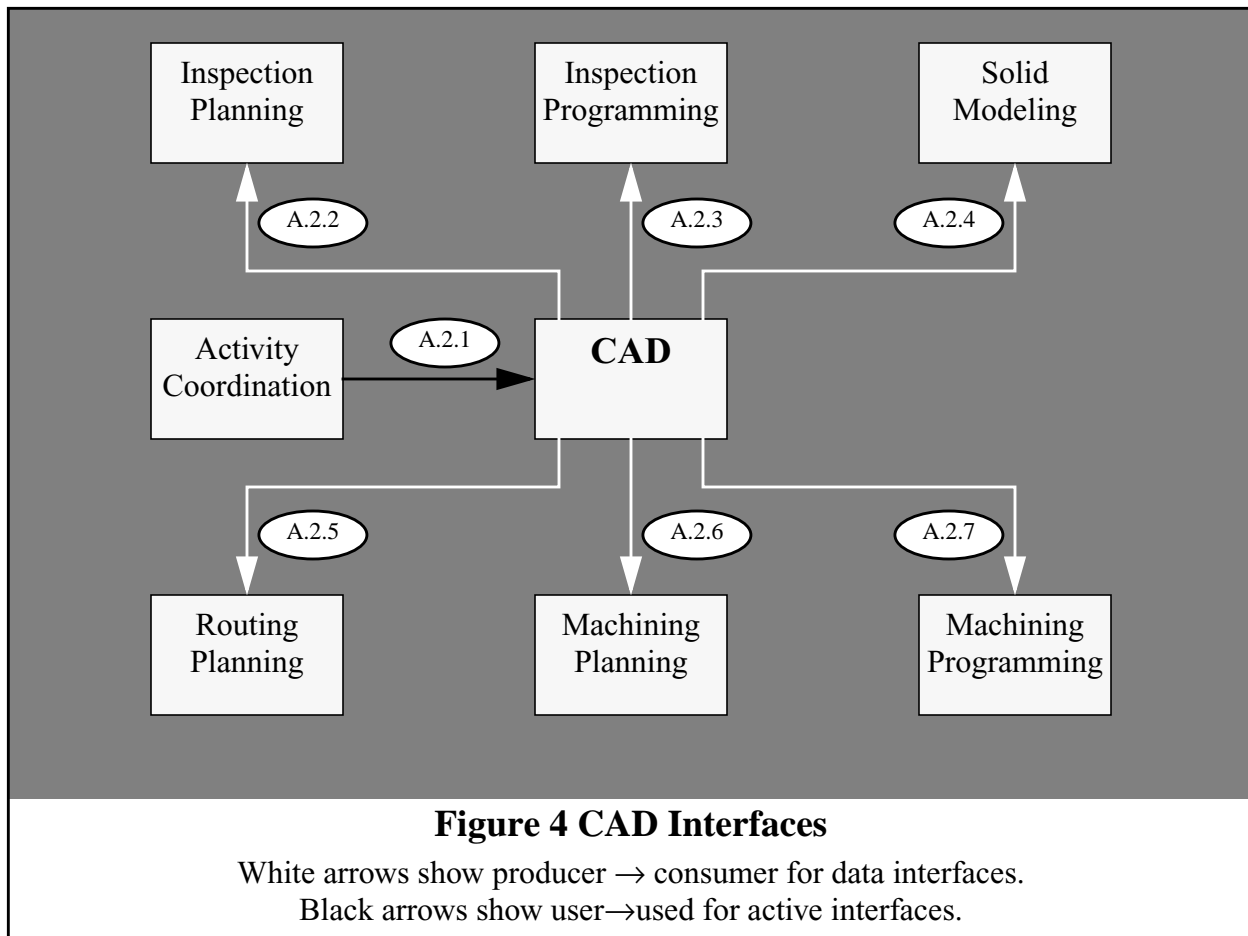 Inspection
Planning
Inspection
Programming
Solid
Modeling
A.2.2
A.2.3
A.2.4
Activity
Coordination
A.2.1
CAD
A.2.5
A.2.6
A.2.7
Routing
Planning
Machining
Planning
Machining
Programming
Figure 4 CAD Interfaces
White arrows show producer → consumer for data interfaces.
Black arrows show user→used for active interfaces.